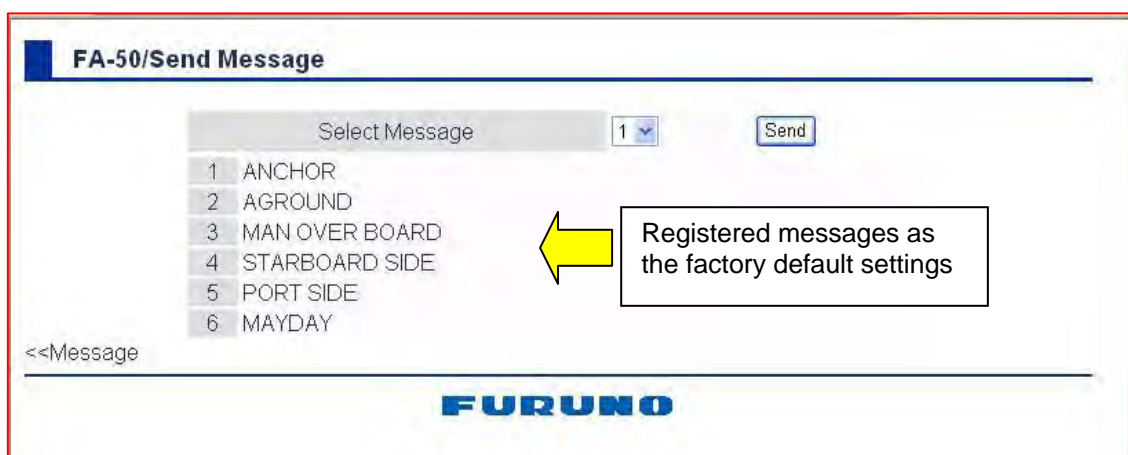 FA-50/Send Message
Select Message 1 Send
1 ANCHOR
2 AGROUND
3 MAN OVER BOARD
4 STARBOARD SIDE
5 PORT SIDE
6 MAYDAY
Registered messages as
the factory default settings
<<Message
FURUNO